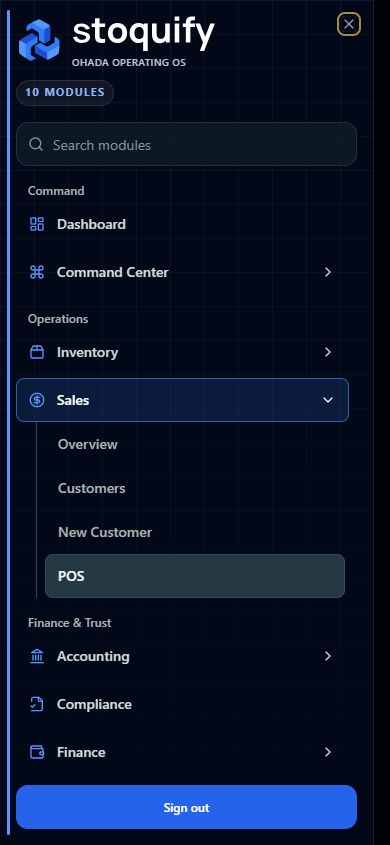 stoquify
OHADA OPERATING OS
10 MODULES
Search modules
Command
Dashboard
Command Center
Operations
Inventory
Sales
Overview
Customers
New Customer
POS
Finance & Trust
Accounting
Compliance
Finance
Sign out